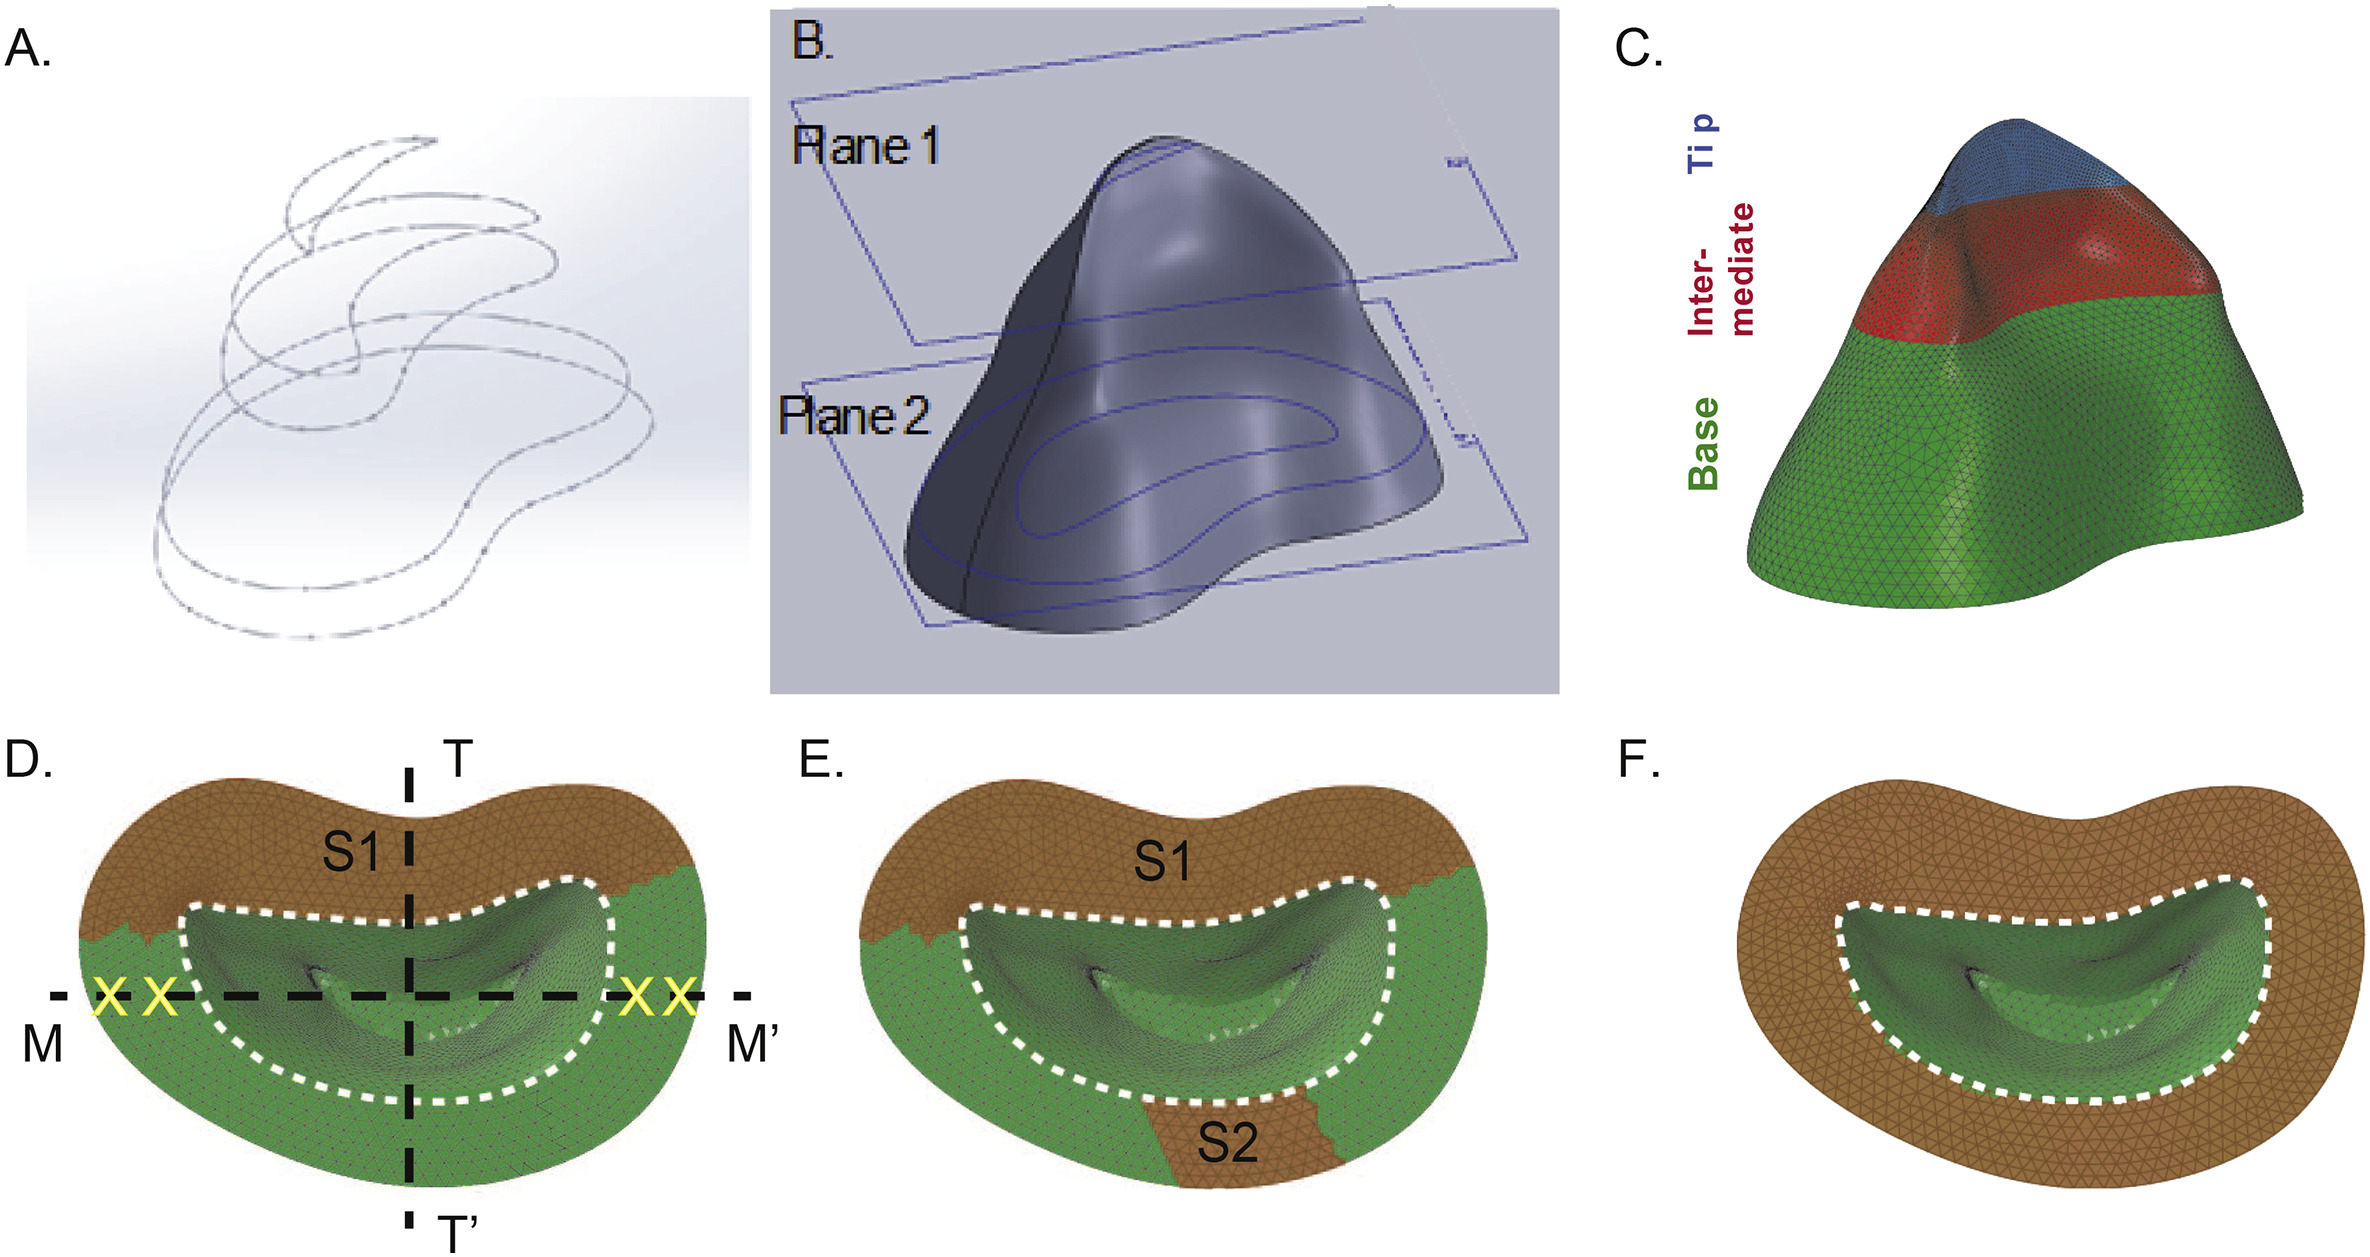 A.
B.
C.
Plane 1
Plane 2
Ti p
Inter-
mediate
Base
D.
T
S1
X X
X X
M
M’
T’
E.
S1
S2
F.